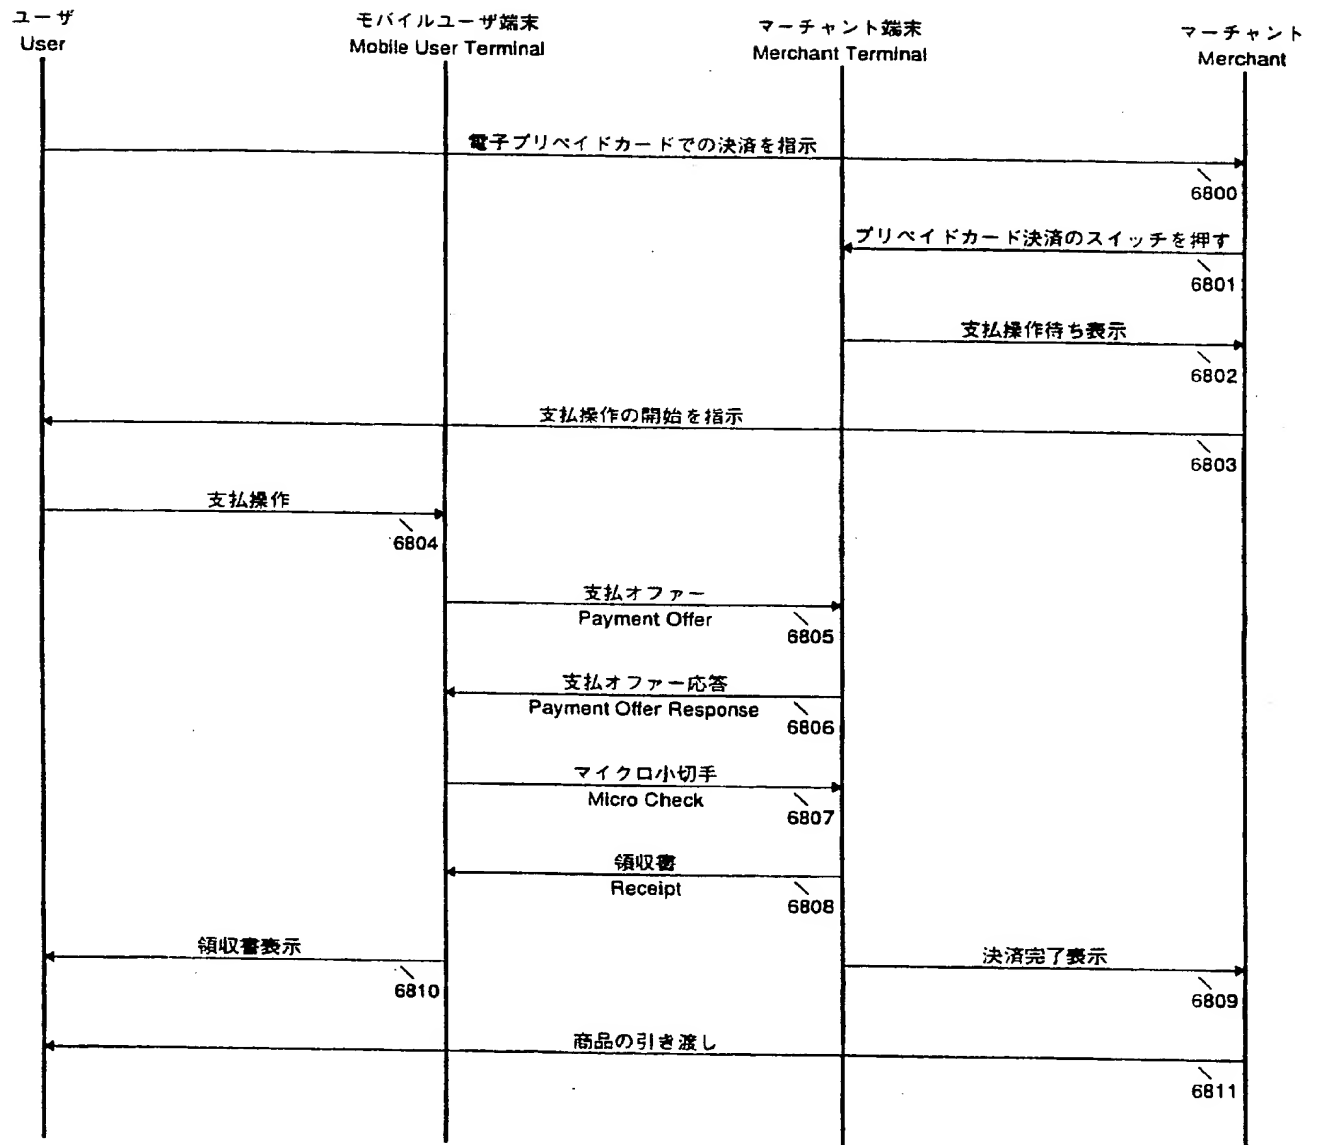 ユーザ
User
モバイルユーザ端末
Mobile User Terminal
マーチャント端末
Merchant Terminal
マーチャント
Merchant
電子プリペイドカードでの決済を指示
6800
プリペイドカード決済のスイッチを押す
6801
支払操作待ち表示
6802
支払操作の開始を指示
6803
支払操作
6804
支払オファー
Payment Offer
6805
支払オファー応答
Payment Offer Response
6806
マイクロ小切手
Micro Check
6807
領収書
Receipt
6808
領収書表示
6810
決済完了表示
6809
商品の引き渡し
6811